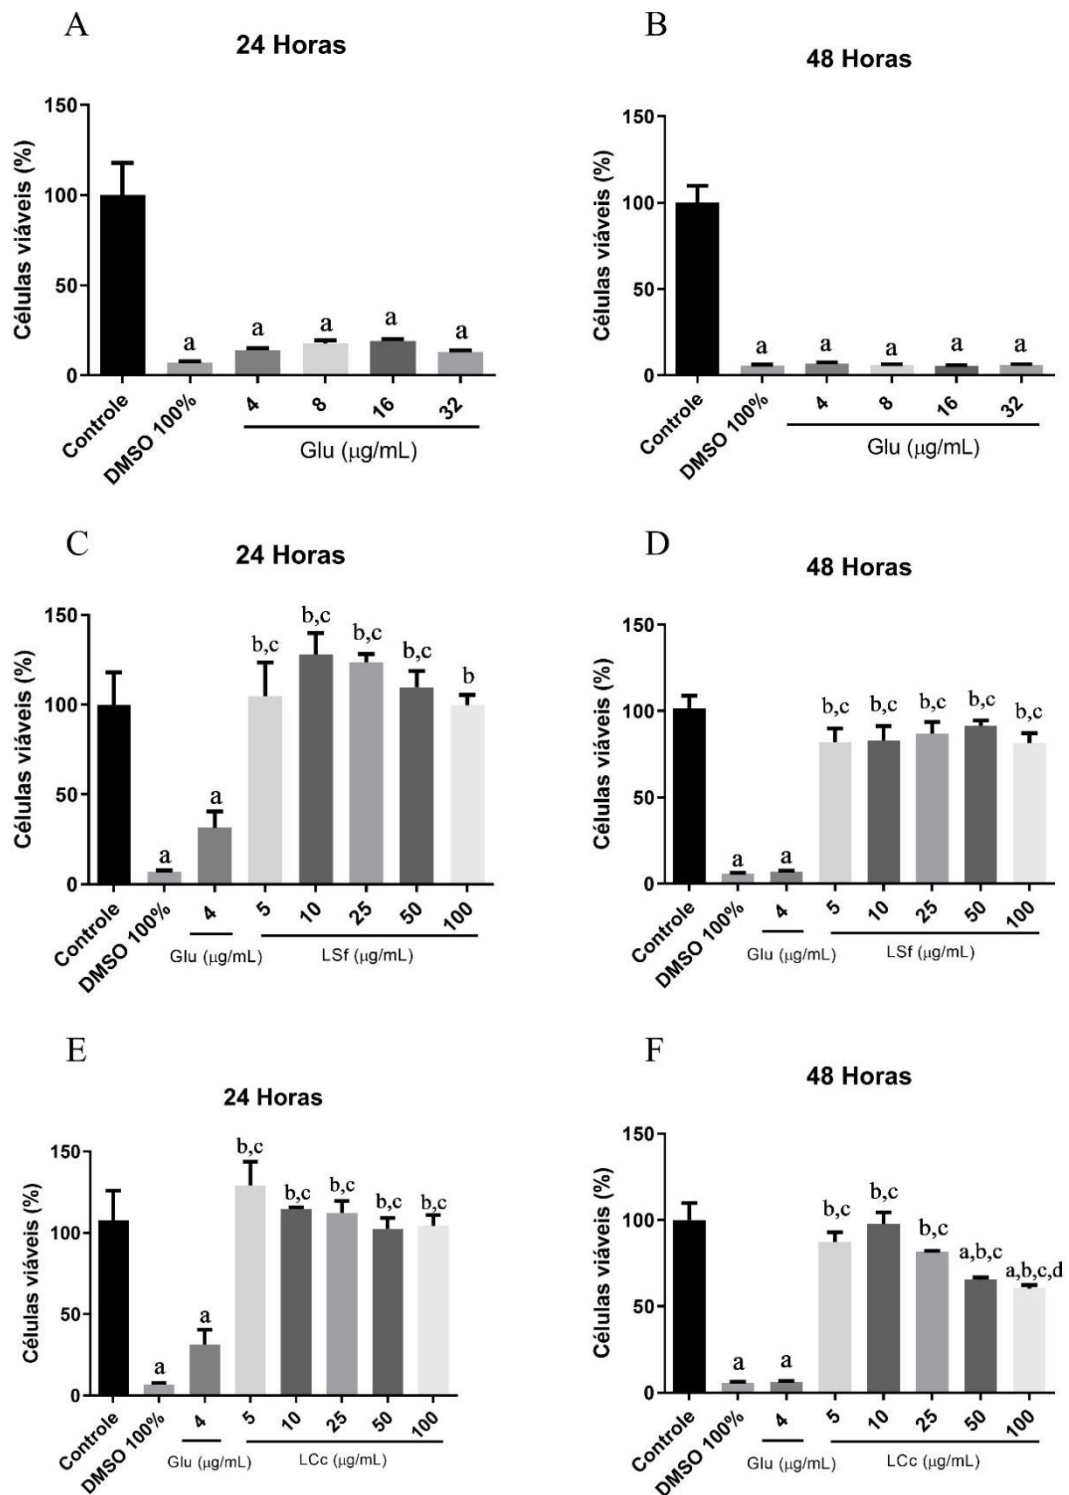 A
24 Horas
Células viáveis (%)
150
100
50
0
a
a
a
a
a
Controle
DMSO 100%
4
8
16
32
Glu (μg/mL)
B
48 Horas
Células viáveis (%)
150
100
50
0
a
a
a
a
a
Controle
DMSO 100%
4
8
16
32
Glu (μg/mL)
C
24 Horas
Células viáveis (%)
150
100
50
0
a
a
b,c
b,c
b,c
b,c
b
Controle
DMSO 100%
4
5
10
25
50
100
Glu (μg/mL)
LSf (μg/mL)
D
48 Horas
Células viáveis (%)
150
100
50
0
a
a
b,c
b,c
b,c
b,c
b,c
Controle
DMSO 100%
4
5
10
25
50
100
Glu (μg/mL)
LSf (μg/mL)
E
24 Horas
Células viáveis (%)
150
100
50
0
a
a
b,c
b,c
b,c
b,c
b,c
Controle
DMSO 100%
4
5
10
25
50
100
Glu (μg/mL)
LCc (μg/mL)
F
48 Horas
Células viáveis (%)
150
100
50
0
a
a
b,c
b,c
b,c
a,b,c
a,b,c,d
Controle
DMSO 100%
4
5
10
25
50
100
Glu (μg/mL)
LCc (μg/mL)